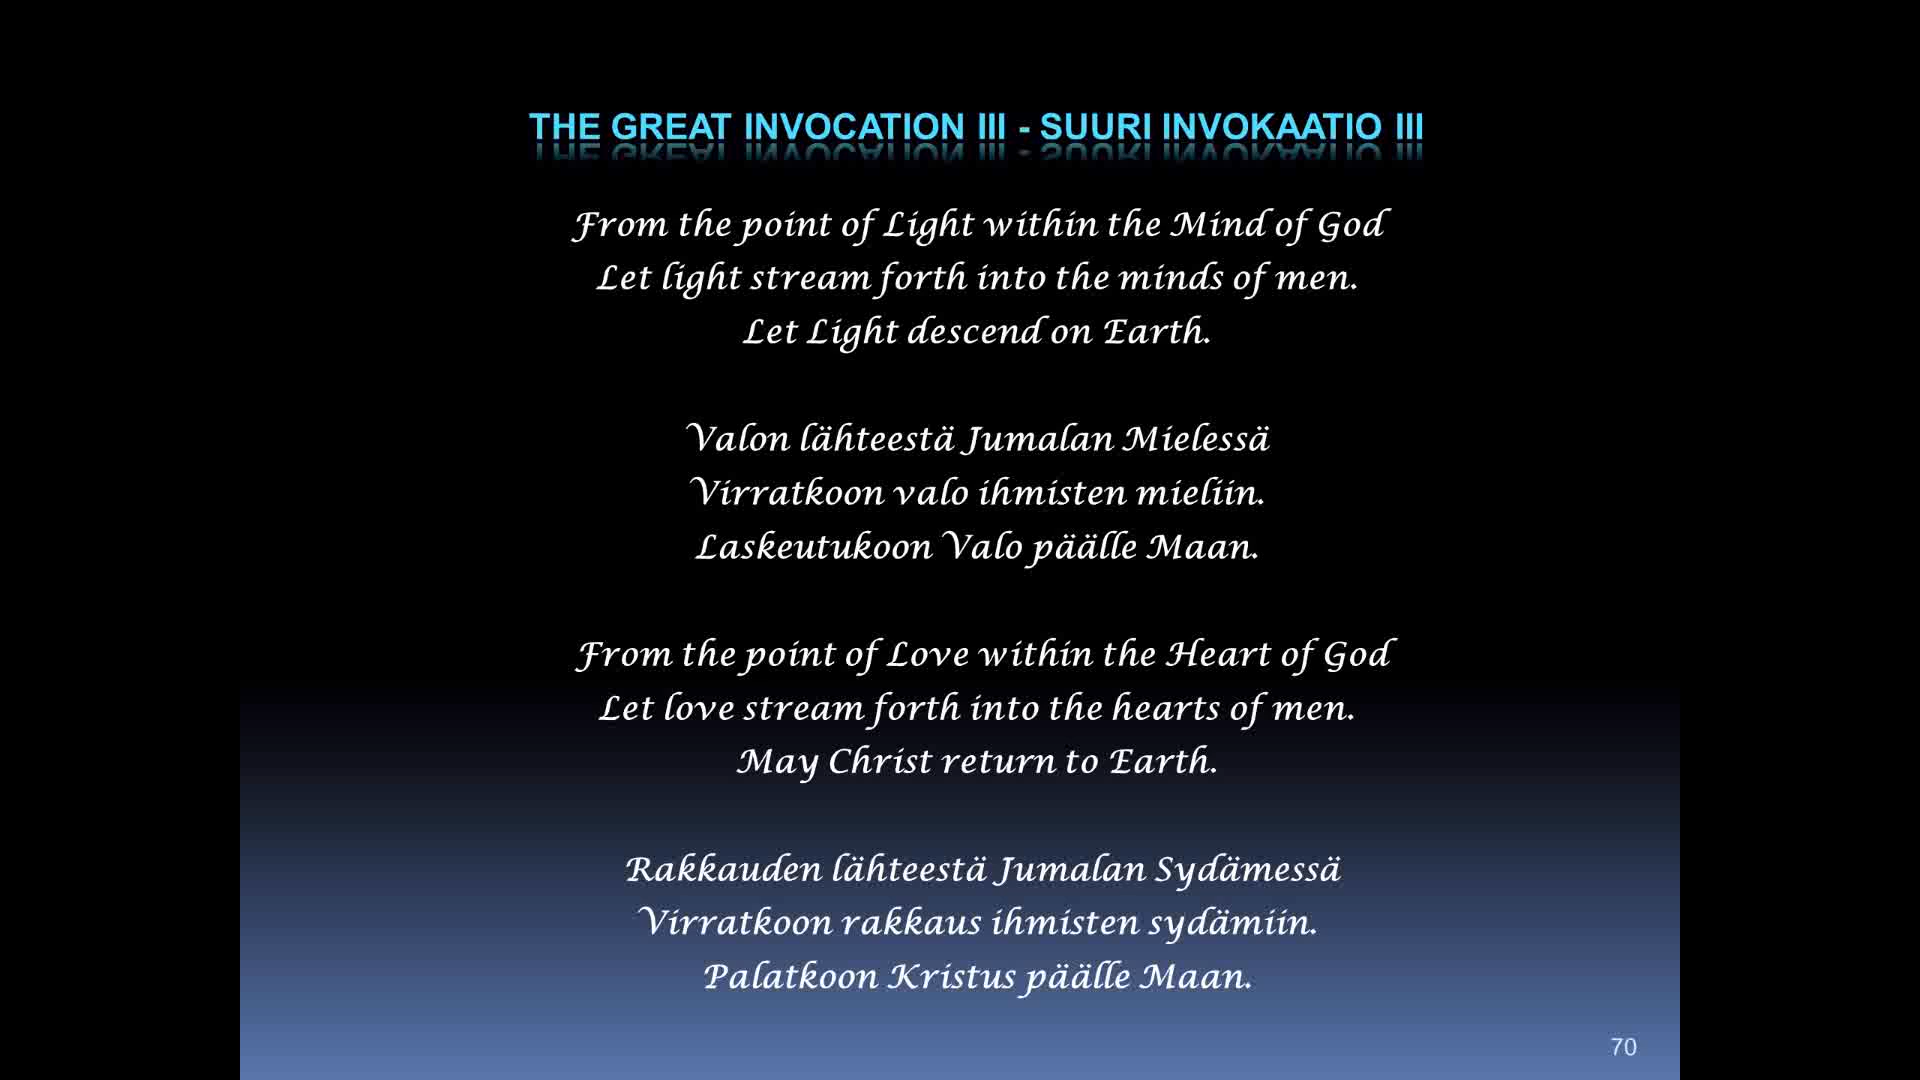 THE GREAT INVOCATION III - SUURI INVOKAATIO III
From the point of Light within the Mind of God
Let light stream forth into the minds of men.
Let Light descend on Earth.
Valon lähteestä Jumalan Mielessä
Virratkoon valo ihmisten mieliin.
Laskeutukoon Valo päälle Maan.
From the point of Love within the Heart of God
Let love stream forth into the hearts of men.
May Christ return to Earth.
Rakkauden lähteestä Jumalan Sydämessä
Virratkoon rakkaus ihmisten sydämiin.
Palatkoon Kristus päälle Maan.
70